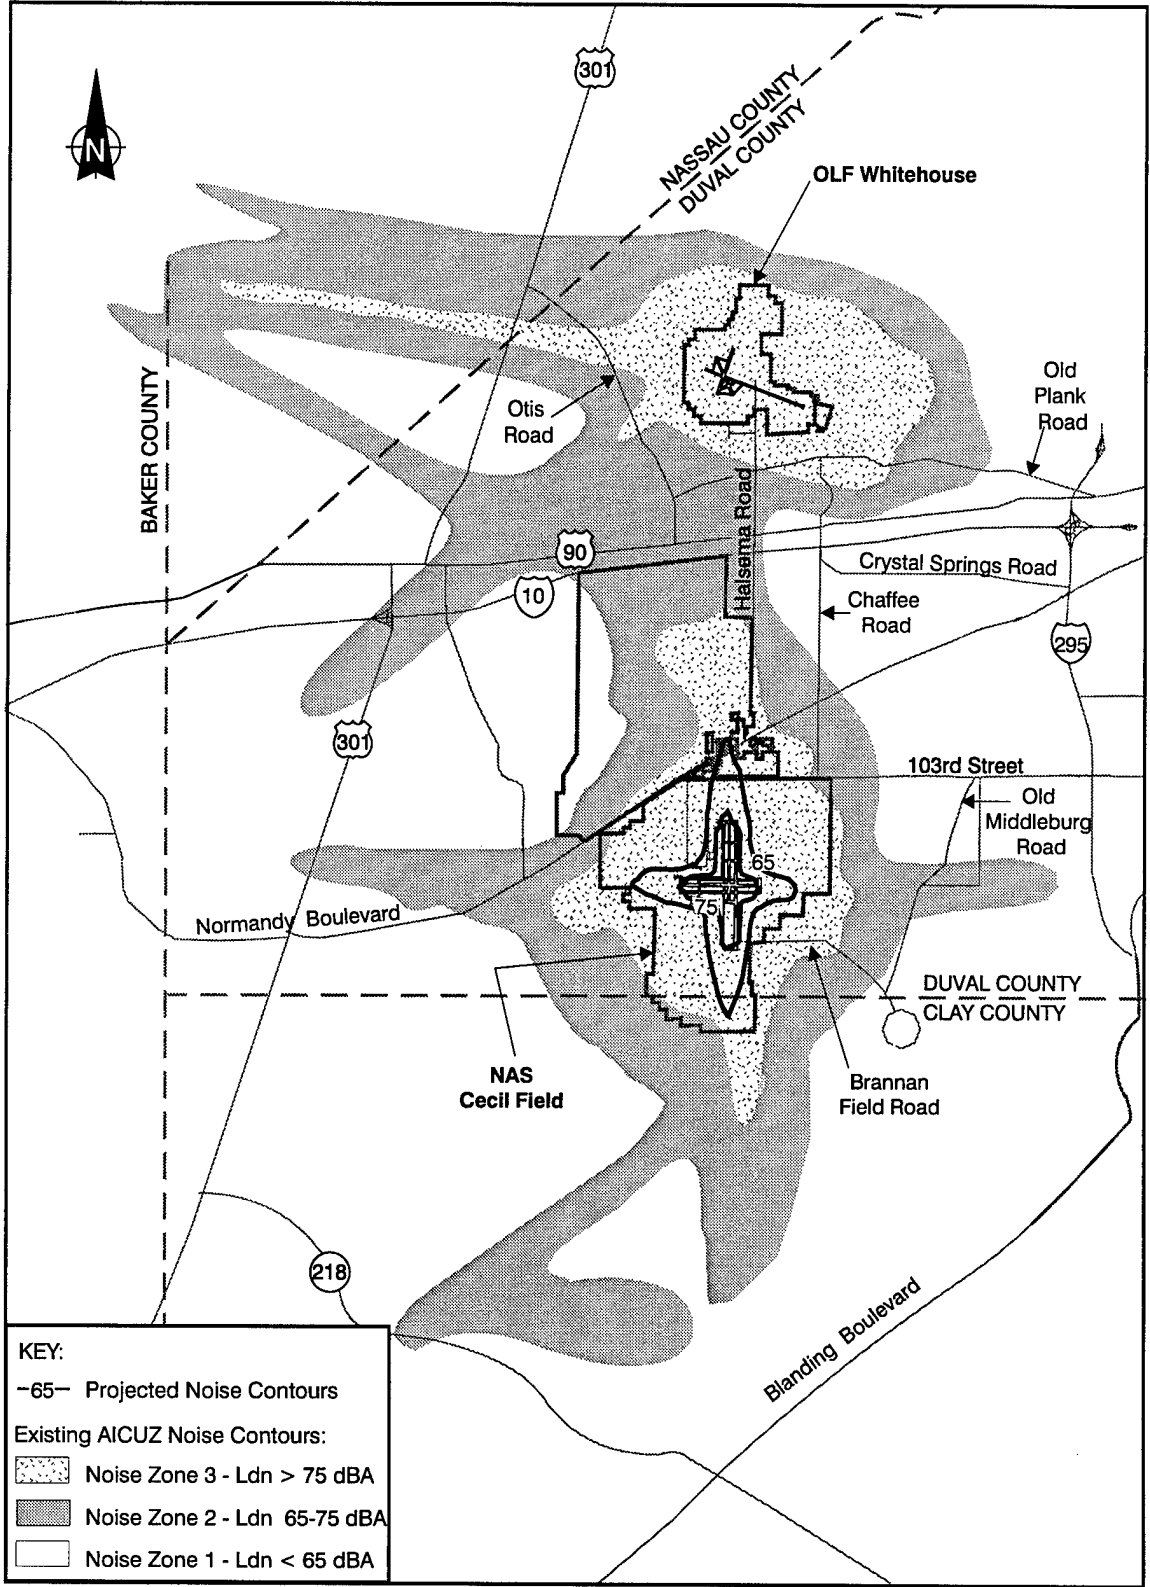 301
NASSAU COUNTY
DUVAL COUNTY
N
OLF Whitehouse
BAKER COUNTY
Otis
Road
Old
Plank
Road
Halsema Road
90
10
Crystal Springs Road
Chaffee
Road
295
301
103rd Street
Old
Middleburg
Road
65
75
Normandy Boulevard
DUVAL COUNTY
CLAY COUNTY
NAS
Cecil Field
Brannan
Field Road
218
Blanding Boulevard
KEY:
-65- Projected Noise Contours
Existing AICUZ Noise Contours:
Noise Zone 3 - Ldn > 75 dBA
Noise Zone 2 - Ldn 65-75 dBA
Noise Zone 1 - Ldn < 65 dBA